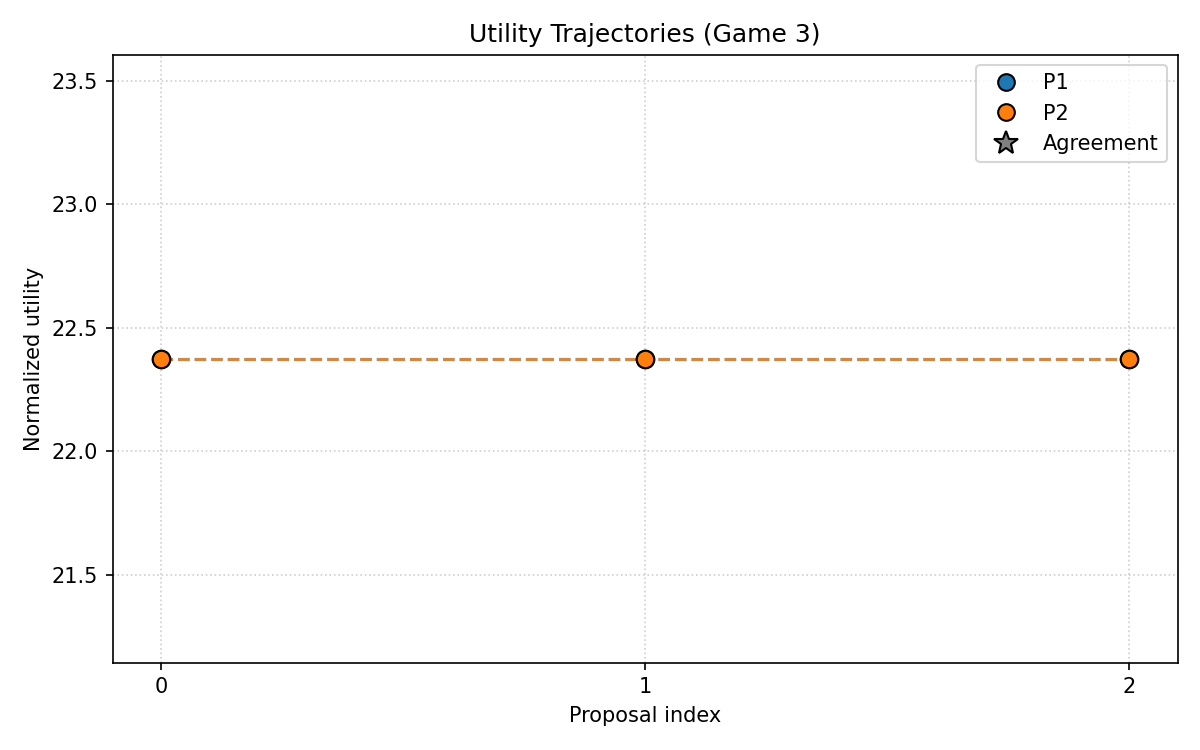 Utility Trajectories (Game 3)
P1
P2
Agreement
Normalized utility
23.5
23.0
22.5
22.0
21.5
0
1
2
Proposal index